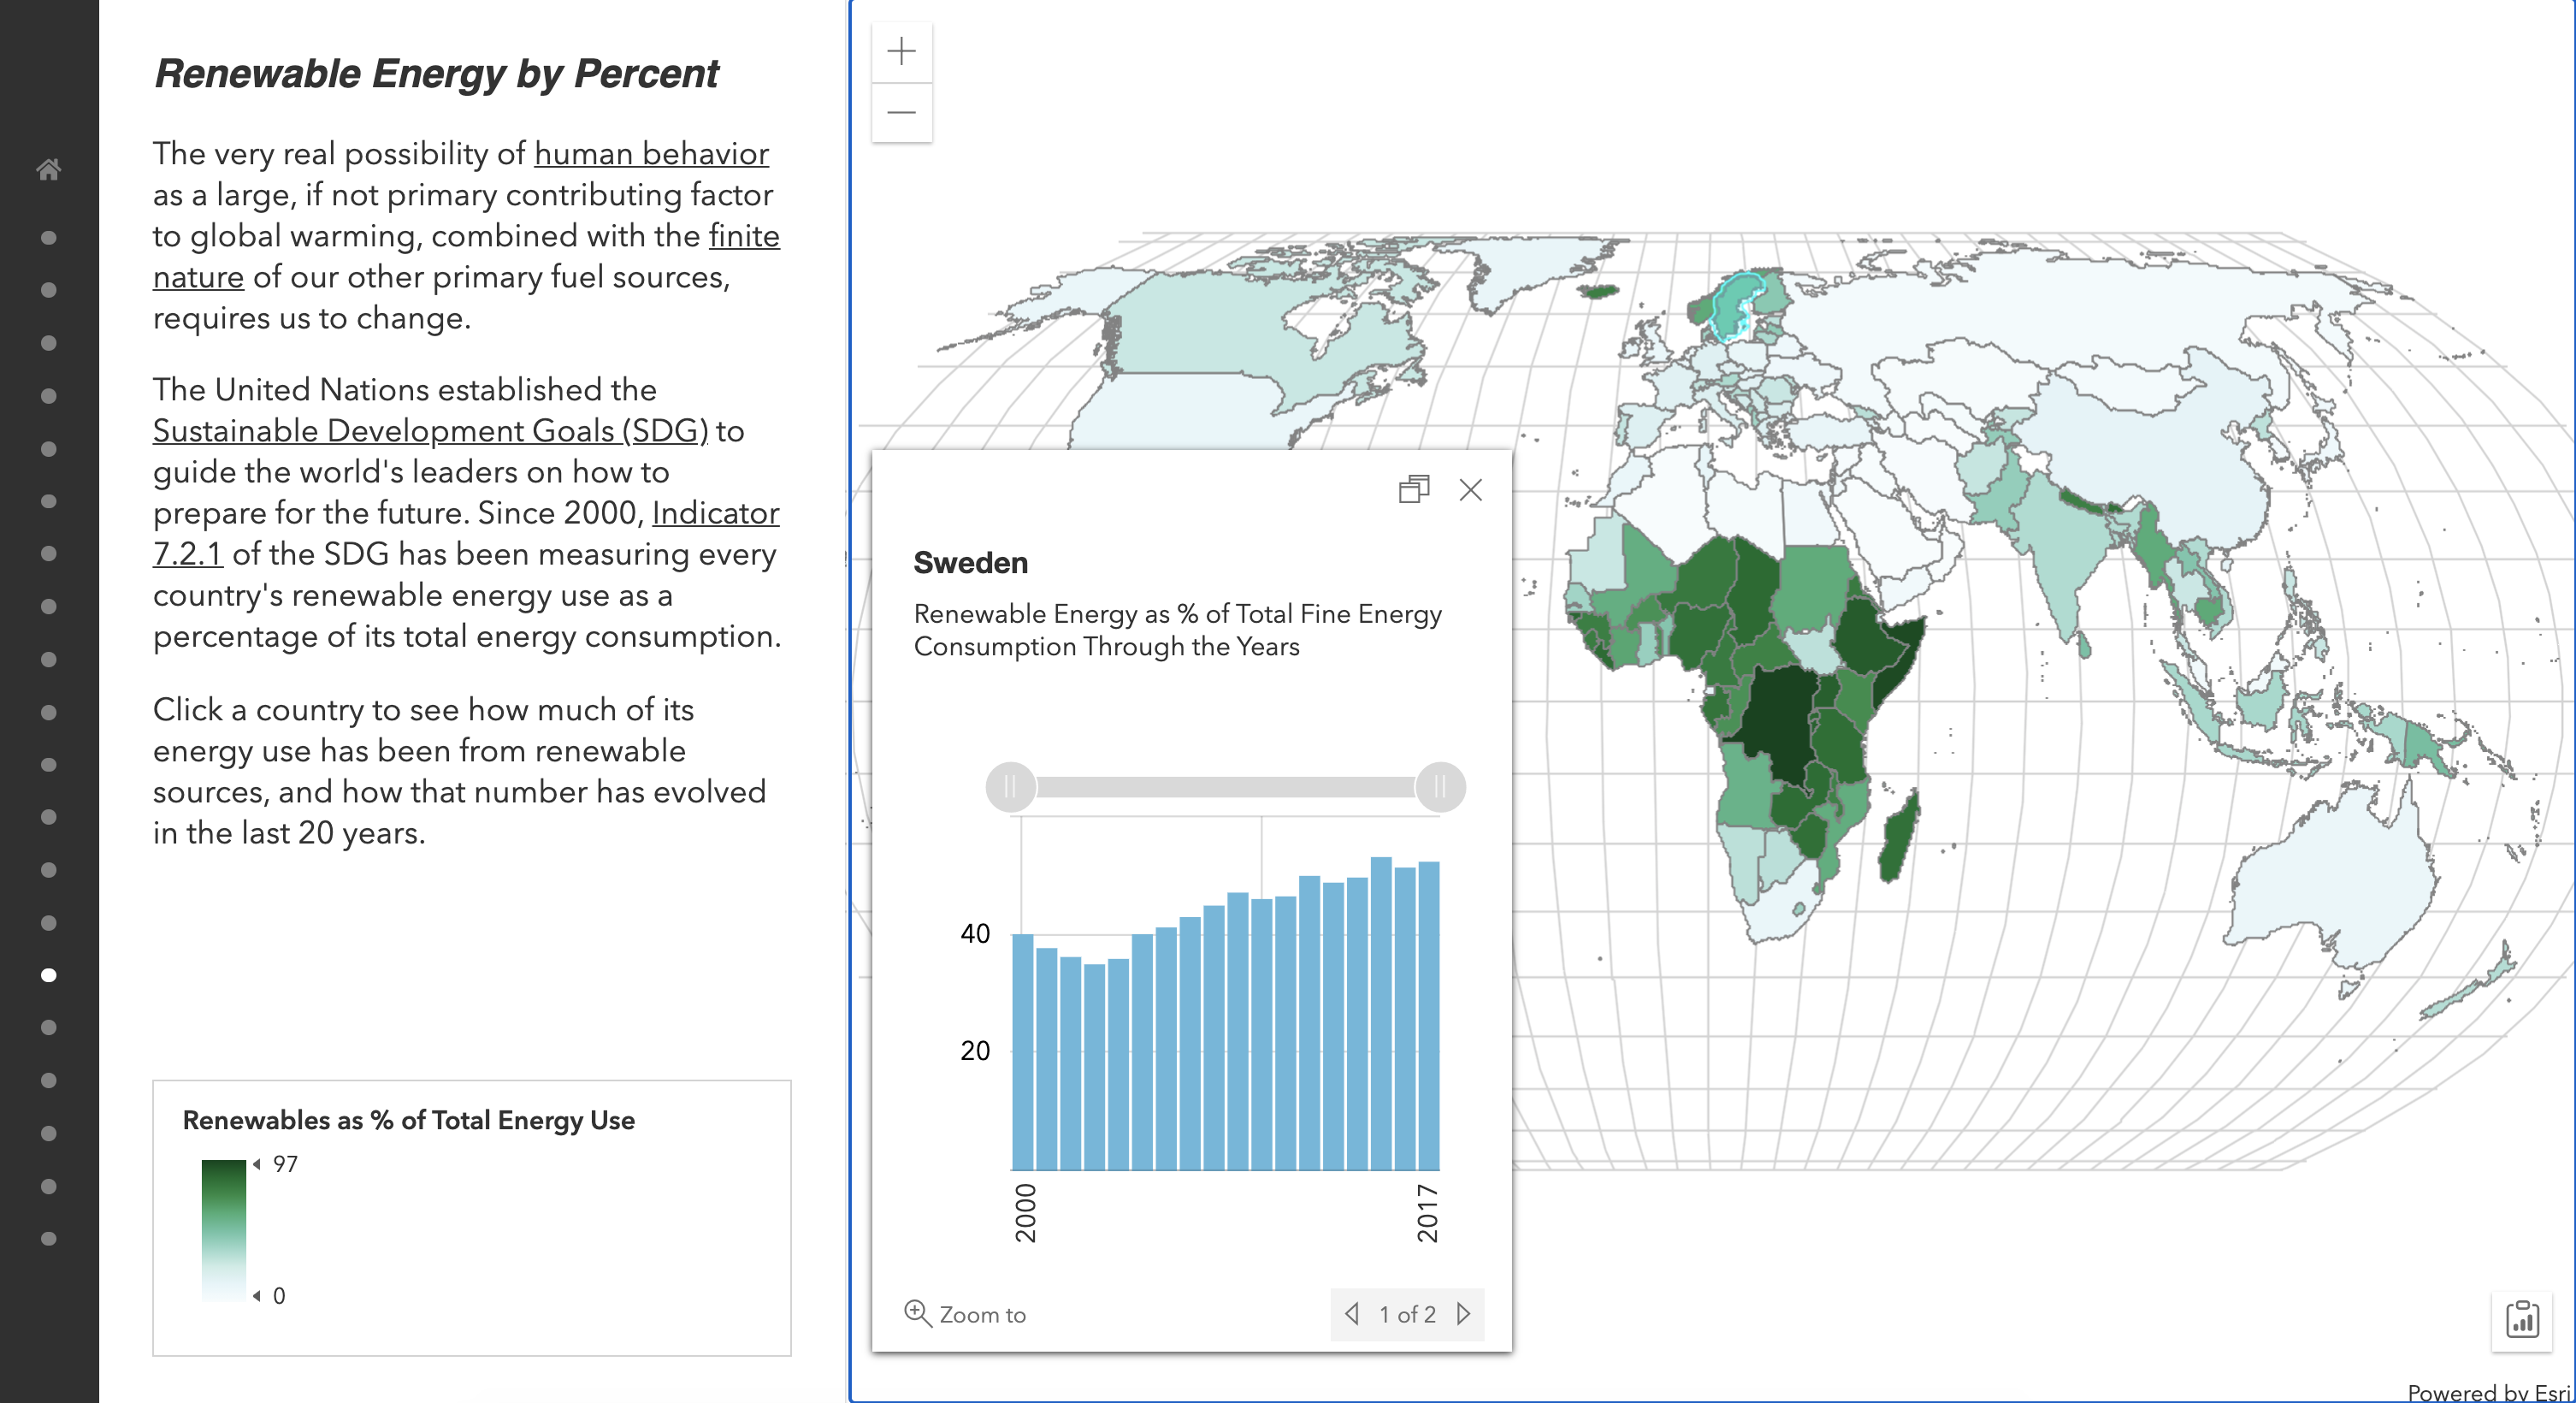 Renewable Energy by Percent
The very real possibility of human behavior
as a large, if not primary contributing factor
to global warming, combined with the finite
nature of our other primary fuel sources,
requires us to change.
The United Nations established the
Sustainable Development Goals (SDG) to
guide the world's leaders on how to
prepare for the future. Since 2000, Indicator
7.2.1 of the SDG has been measuring every
country's renewable energy use as a
percentage of its total energy consumption.
Click a country to see how much of its
energy use has been from renewable
sources, and how that number has evolved
in the last 20 years.
Renewables as % of Total Energy Use
97
0
Sweden
Renewable Energy as % of Total Fine Energy
Consumption Through the Years
40
20
2000
2017
Zoom to
1 of 2
Powered by Esri